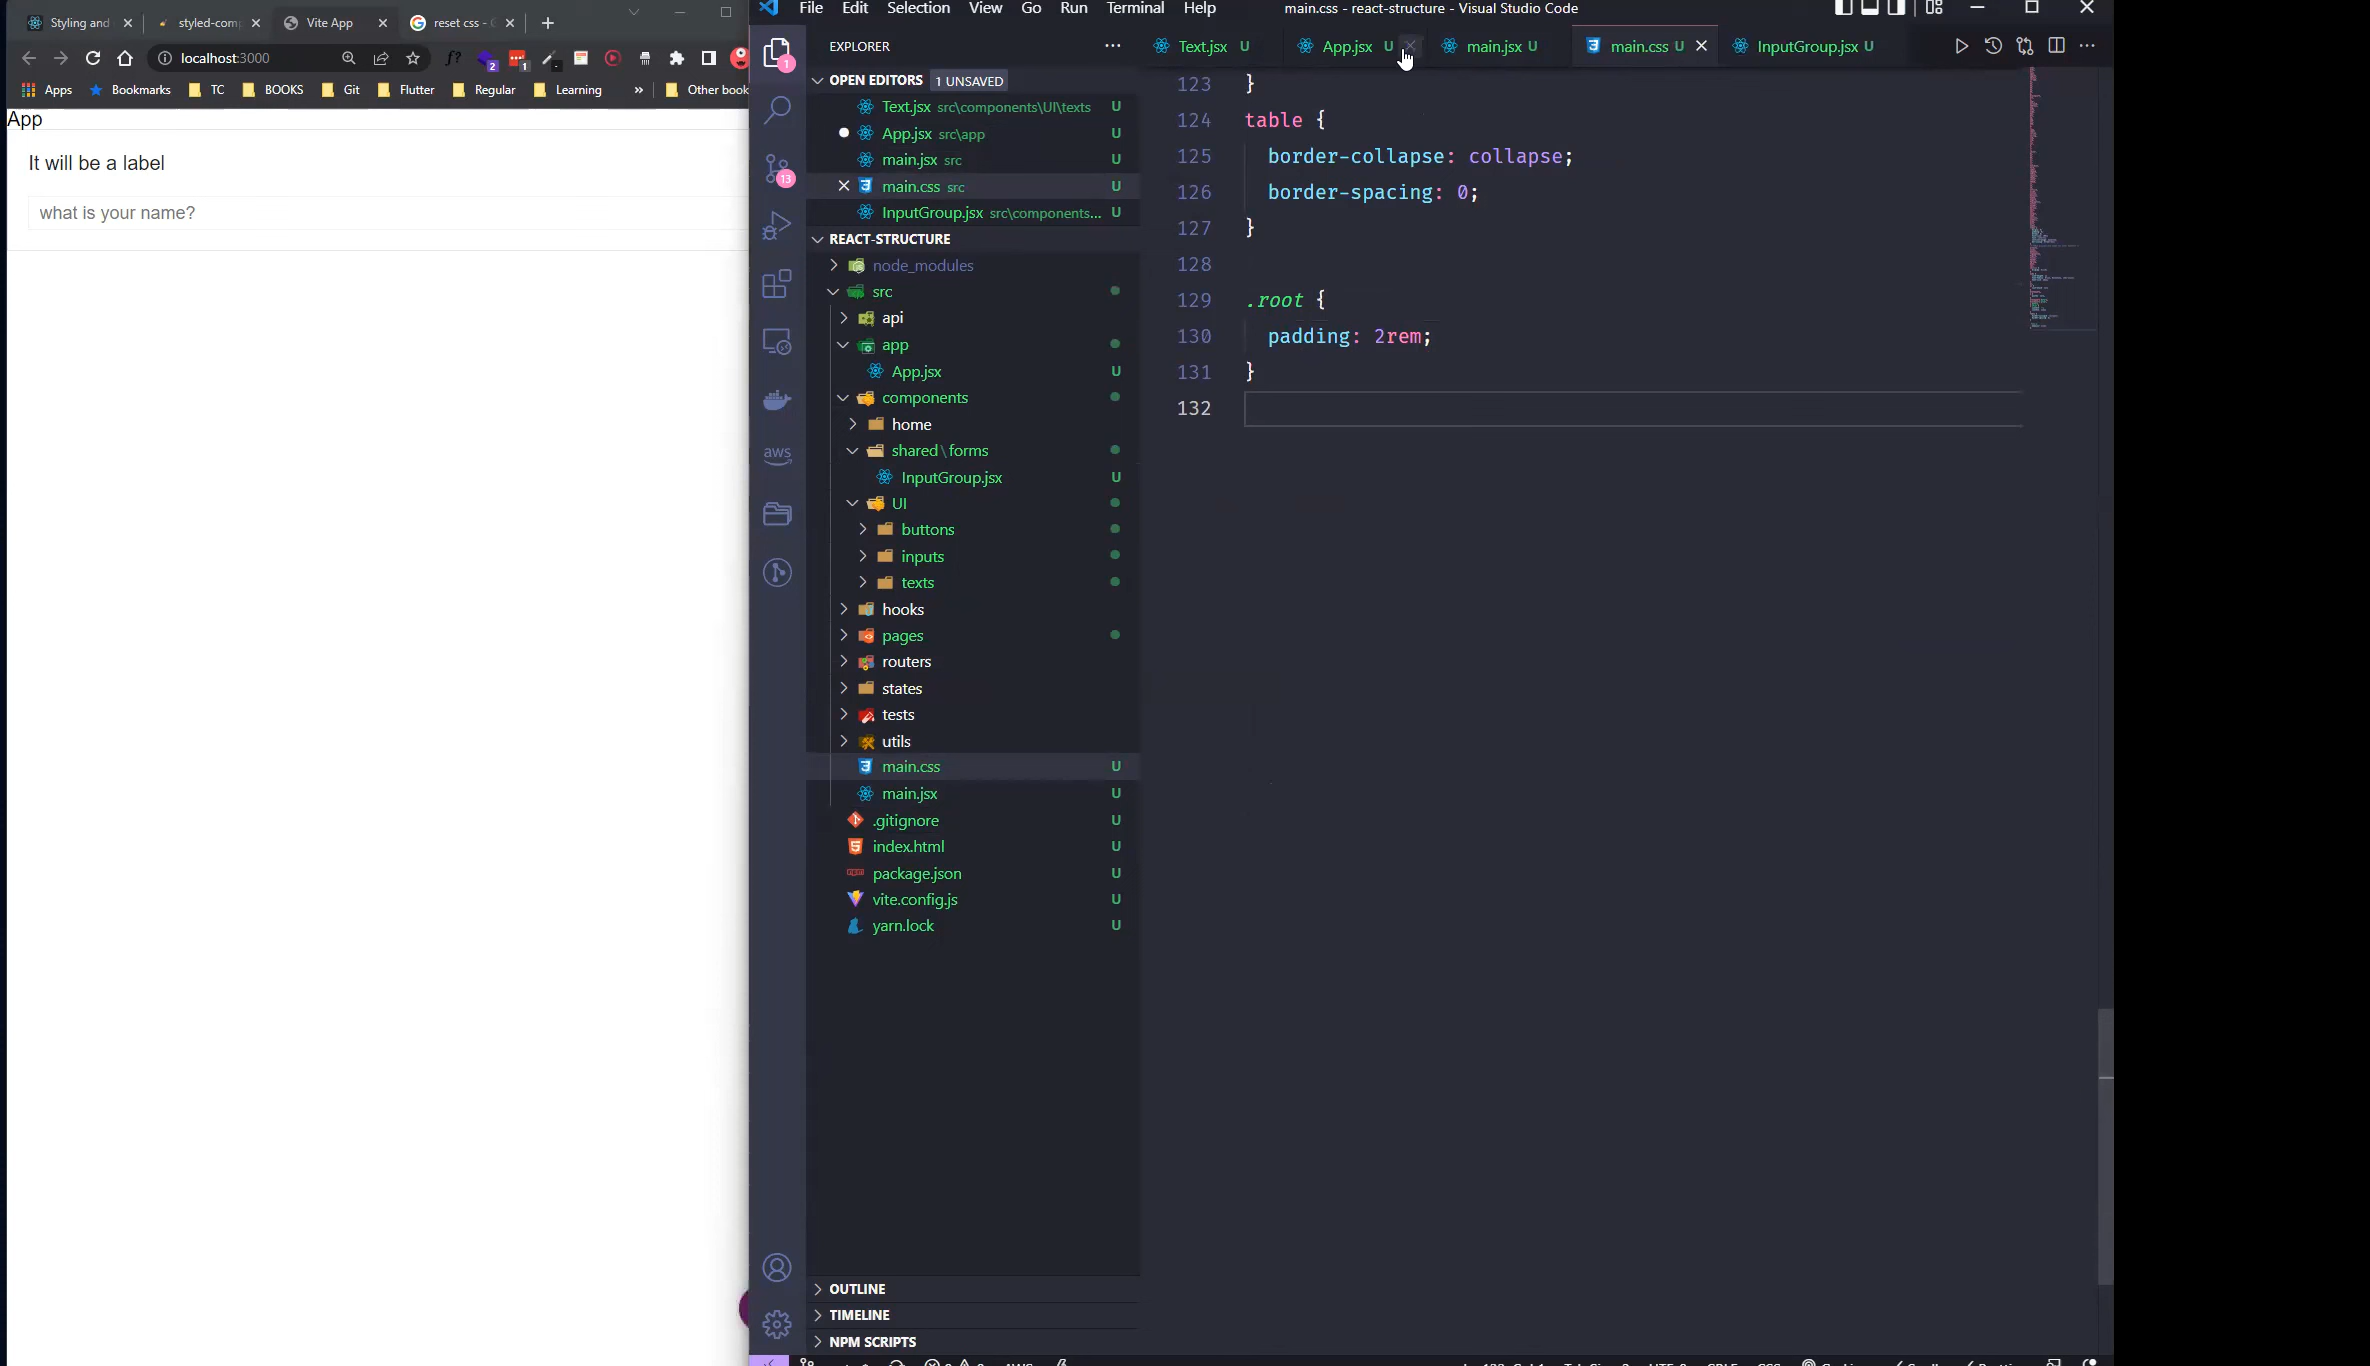 Styling and
styled-comp
Vite App
reset css - G
localhost:3000
Apps
Bookmarks
TC
BOOKS
Git
Flutter
Regular
Learning
»
Other book
App
It will be a label
what is your name?
File Edit Selection View Go Run Terminal Help
main.css - react-structure - Visual Studio Code
EXPLORER
OPEN EDITORS 1 UNSAVED
Text.jsx src\components\UI\texts U
App.jsx src\app U
main.jsx src U
main.css src U
InputGroup.jsx src\components... U
REACT-STRUCTURE
node_modules
src
api
app
App.jsx U
components
home
shared\forms
InputGroup.jsx U
UI
buttons
inputs
texts
hooks
pages
routers
states
tests
utils
main.css U
main.jsx U
.gitignore U
index.html U
package.json U
vite.config.js U
yarn.lock U
OUTLINE
TIMELINE
NPM SCRIPTS
1
13
aws
Text.jsx U
App.jsx U
main.jsx U
main.css U
InputGroup.jsx U
123 }
124 table {
125 border-collapse: collapse;
126 border-spacing: 0;
127 }
128
129 .root {
130 padding: 2rem;
131 }
132